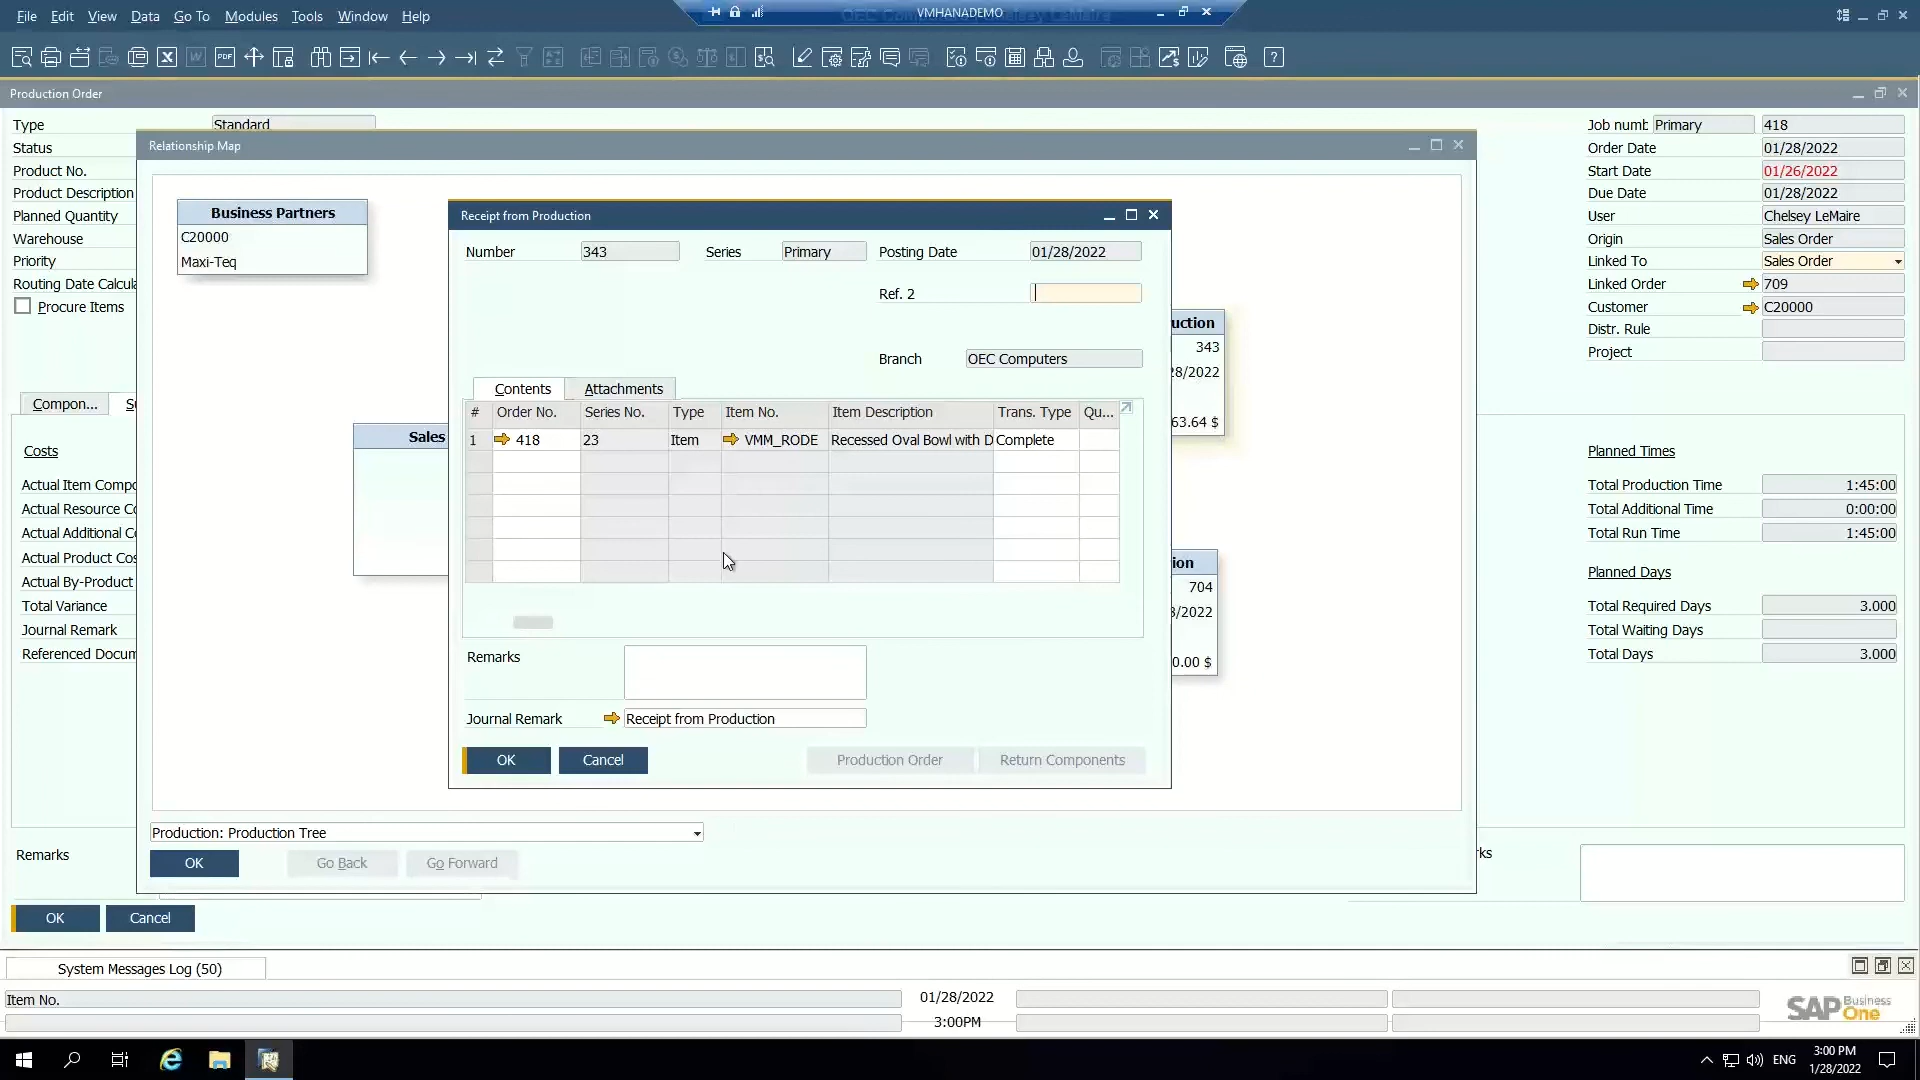 File Edit View Data Go To Modules Tools Window Help
VMHANADEMO
Production Order
Type Standard
Status
Product No.
Product Description
Planned Quantity
Warehouse
Priority
Routing Date Calcula
Procure Items
Job numb Primary 418
Order Date 01/28/2022
Start Date 01/26/2022
Due Date 01/28/2022
User Chelsey LeMaire
Origin Sales Order
Linked To Sales Order
Linked Order 709
Customer C20000
Distr. Rule
Project
Relationship Map
Business Partners
C20000
Maxi-Teq
Sales
Receipt from Production
Number 343 Series Primary Posting Date 01/28/2022
Ref. 2
Branch OEC Computers
Contents Attachments
# Order No. Series No. Type Item No. Item Description Trans. Type Qu...
1 418 23 Item VMM_RODE Recessed Oval Bowl with D Complete
Remarks
Journal Remark Receipt from Production
OK Cancel Production Order Return Components
uction
343
28/2022
63.64 $
ion
704
8/2022
0.00 $
Compon...
Costs
Actual Item Compo
Actual Resource Co
Actual Additional Co
Actual Product Cos
Actual By-Product
Total Variance
Journal Remark
Referenced Docum
Planned Times
Total Production Time 1:45:00
Total Additional Time 0:00:00
Total Run Time 1:45:00
Planned Days
Total Required Days 3.000
Total Waiting Days
Total Days 3.000
Production: Production Tree
OK Go Back Go Forward
Remarks
rks
OK Cancel
System Messages Log (50)
Item No. 01/28/2022
3:00PM
SAP Business One
ENG
3:00 PM
1/28/2022